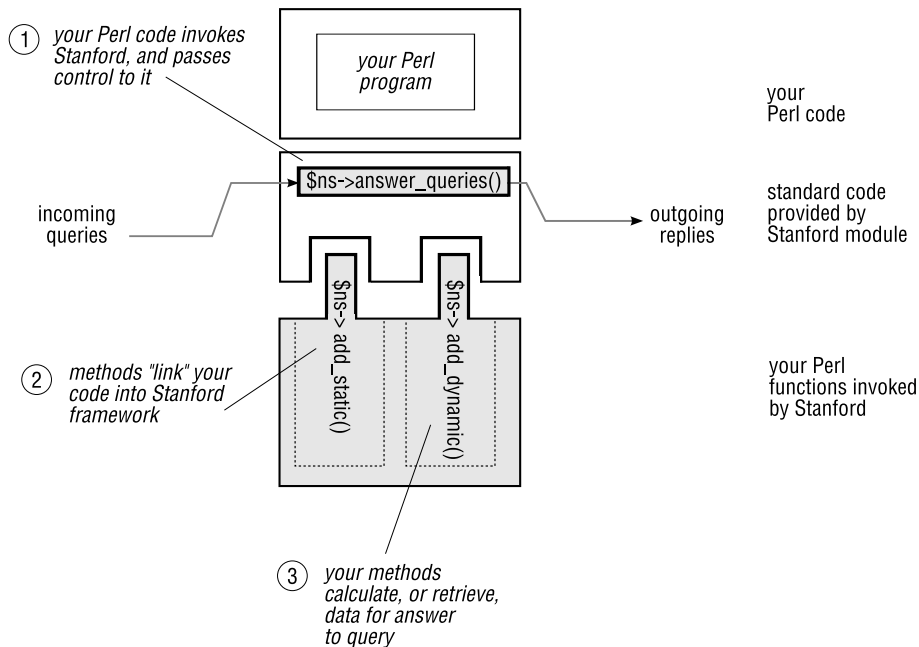 1
your Perl code invokes
Stanford, and passes
control to it
your Perl
program
your
Perl code
$ns->answer_queries()
incoming
queries
outgoing
replies
standard code
provided by
Stanford module
$ns-> add_static()
$ns-> add_dynamic()
2
methods "link" your
code into Stanford
framework
your Perl
functions invoked
by Stanford
3
your methods
calculate, or retrieve,
data for answer
to query